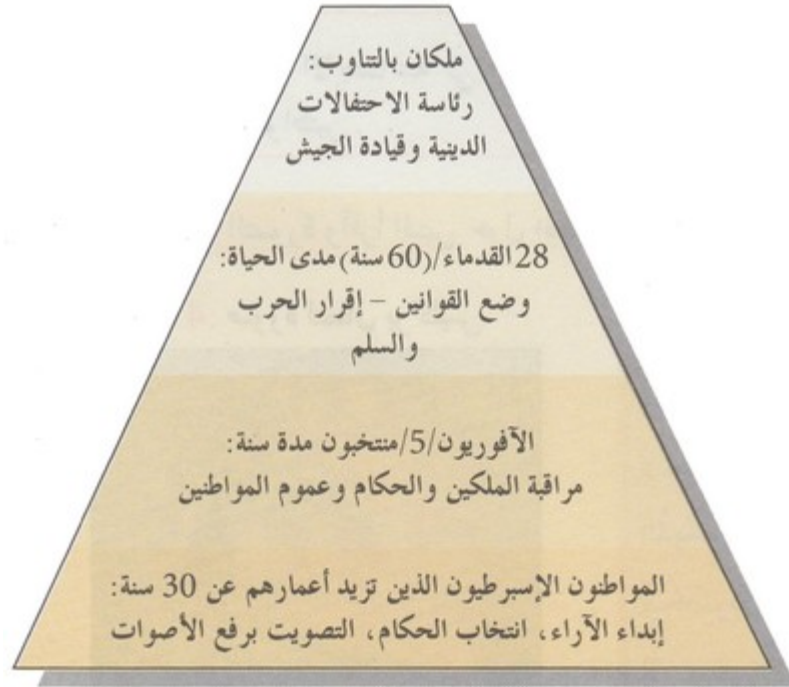 ملكان بالتناوب:
رئاسة الاحتفالات
الدينية وقيادة الجيش
28 القدماء/(60 سنة) مدى الحياة:
وضع القوانين – إقرار الحرب
والسلم
الآفوريون/5/منتخبون مدة سنة:
مراقبة الملكين والحكام وعموم المواطنين
المواطنون الإسبرطيون الذين تزيد أعمارهم عن 30 سنة:
إبداء الآراء، انتخاب الحكام، التصويت برفع الأصوات